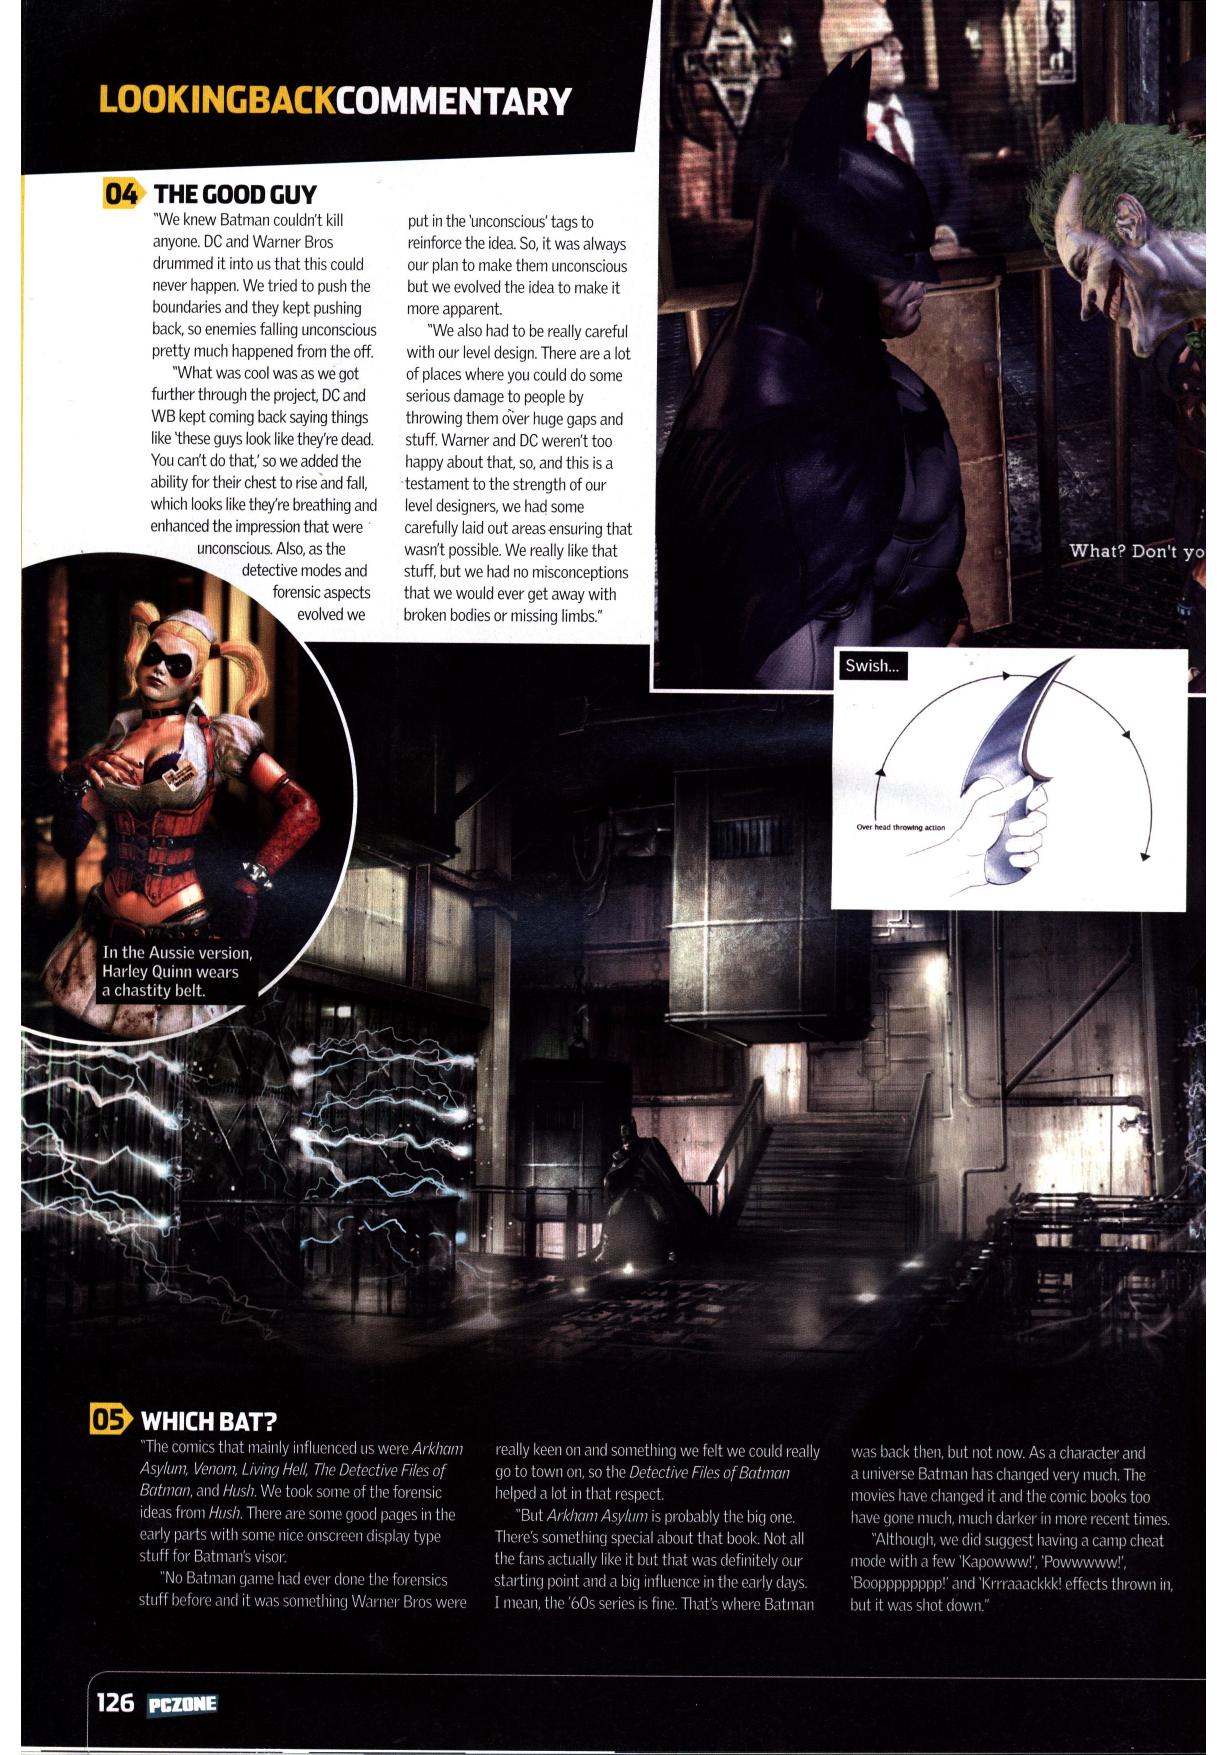 LOOKINGBACKCOMMENTARY
04 THE GOOD GUY
"We knew Batman couldn't kill
anyone. DC and Warner Bros
drummed it into us that this could
never happen. We tried to push the
boundaries and they kept pushing
back, so enemies falling unconscious
pretty much happened from the off.
"What was cool was as we got
further through the project, DC and
WB kept coming back saying things
like 'these guys look like they're dead.
You can't do that,' so we added the
ability for their chest to rise and fall,
which looks like they're breathing and
enhanced the impression that were
unconscious. Also, as the
detective modes and
forensic aspects
evolved we
put in the 'unconscious' tags to
reinforce the idea. So, it was always
our plan to make them unconscious
but we evolved the idea to make it
more apparent.
"We also had to be really careful
with our level design. There are a lot
of places where you could do some
serious damage to people by
throwing them over huge gaps and
stuff. Warner and DC weren't too
happy about that, so, and this is a
testament to the strength of our
level designers, we had some
carefully laid out areas ensuring that
wasn't possible. We really like that
stuff, but we had no misconceptions
that we would ever get away with
broken bodies or missing limbs."
What? Don't yo
Swish...
Over head throwing action
In the Aussie version,
Harley Quinn wears
a chastity belt.
05 WHICH BAT?
"The comics that mainly influenced us were Arkham
Asylum, Venom, Living Hell, The Detective Files of
Batman, and Hush. We took some of the forensic
ideas from Hush. There are some good pages in the
early parts with some nice onscreen display type
stuff for Batman's visor.
"No Batman game had ever done the forensics
stuff before and it was something Warner Bros were
really keen on and something we felt we could really
go to town on, so the Detective Files of Batman
helped a lot in that respect.
"But Arkham Asylum is probably the big one.
There's something special about that book. Not all
the fans actually like it but that was definitely our
starting point and a big influence in the early days.
I mean, the '60s series is fine. That's where Batman
was back then, but not now. As a character and
a universe Batman has changed very much. The
movies have changed it and the comic books too
have gone much, much darker in more recent times.
"Although, we did suggest having a camp cheat
mode with a few 'Kapowww!', 'Powwwww!',
'Boopppppppp!' and 'Krrraaackkk! effects thrown in,
but it was shot down."
126 PCZONE